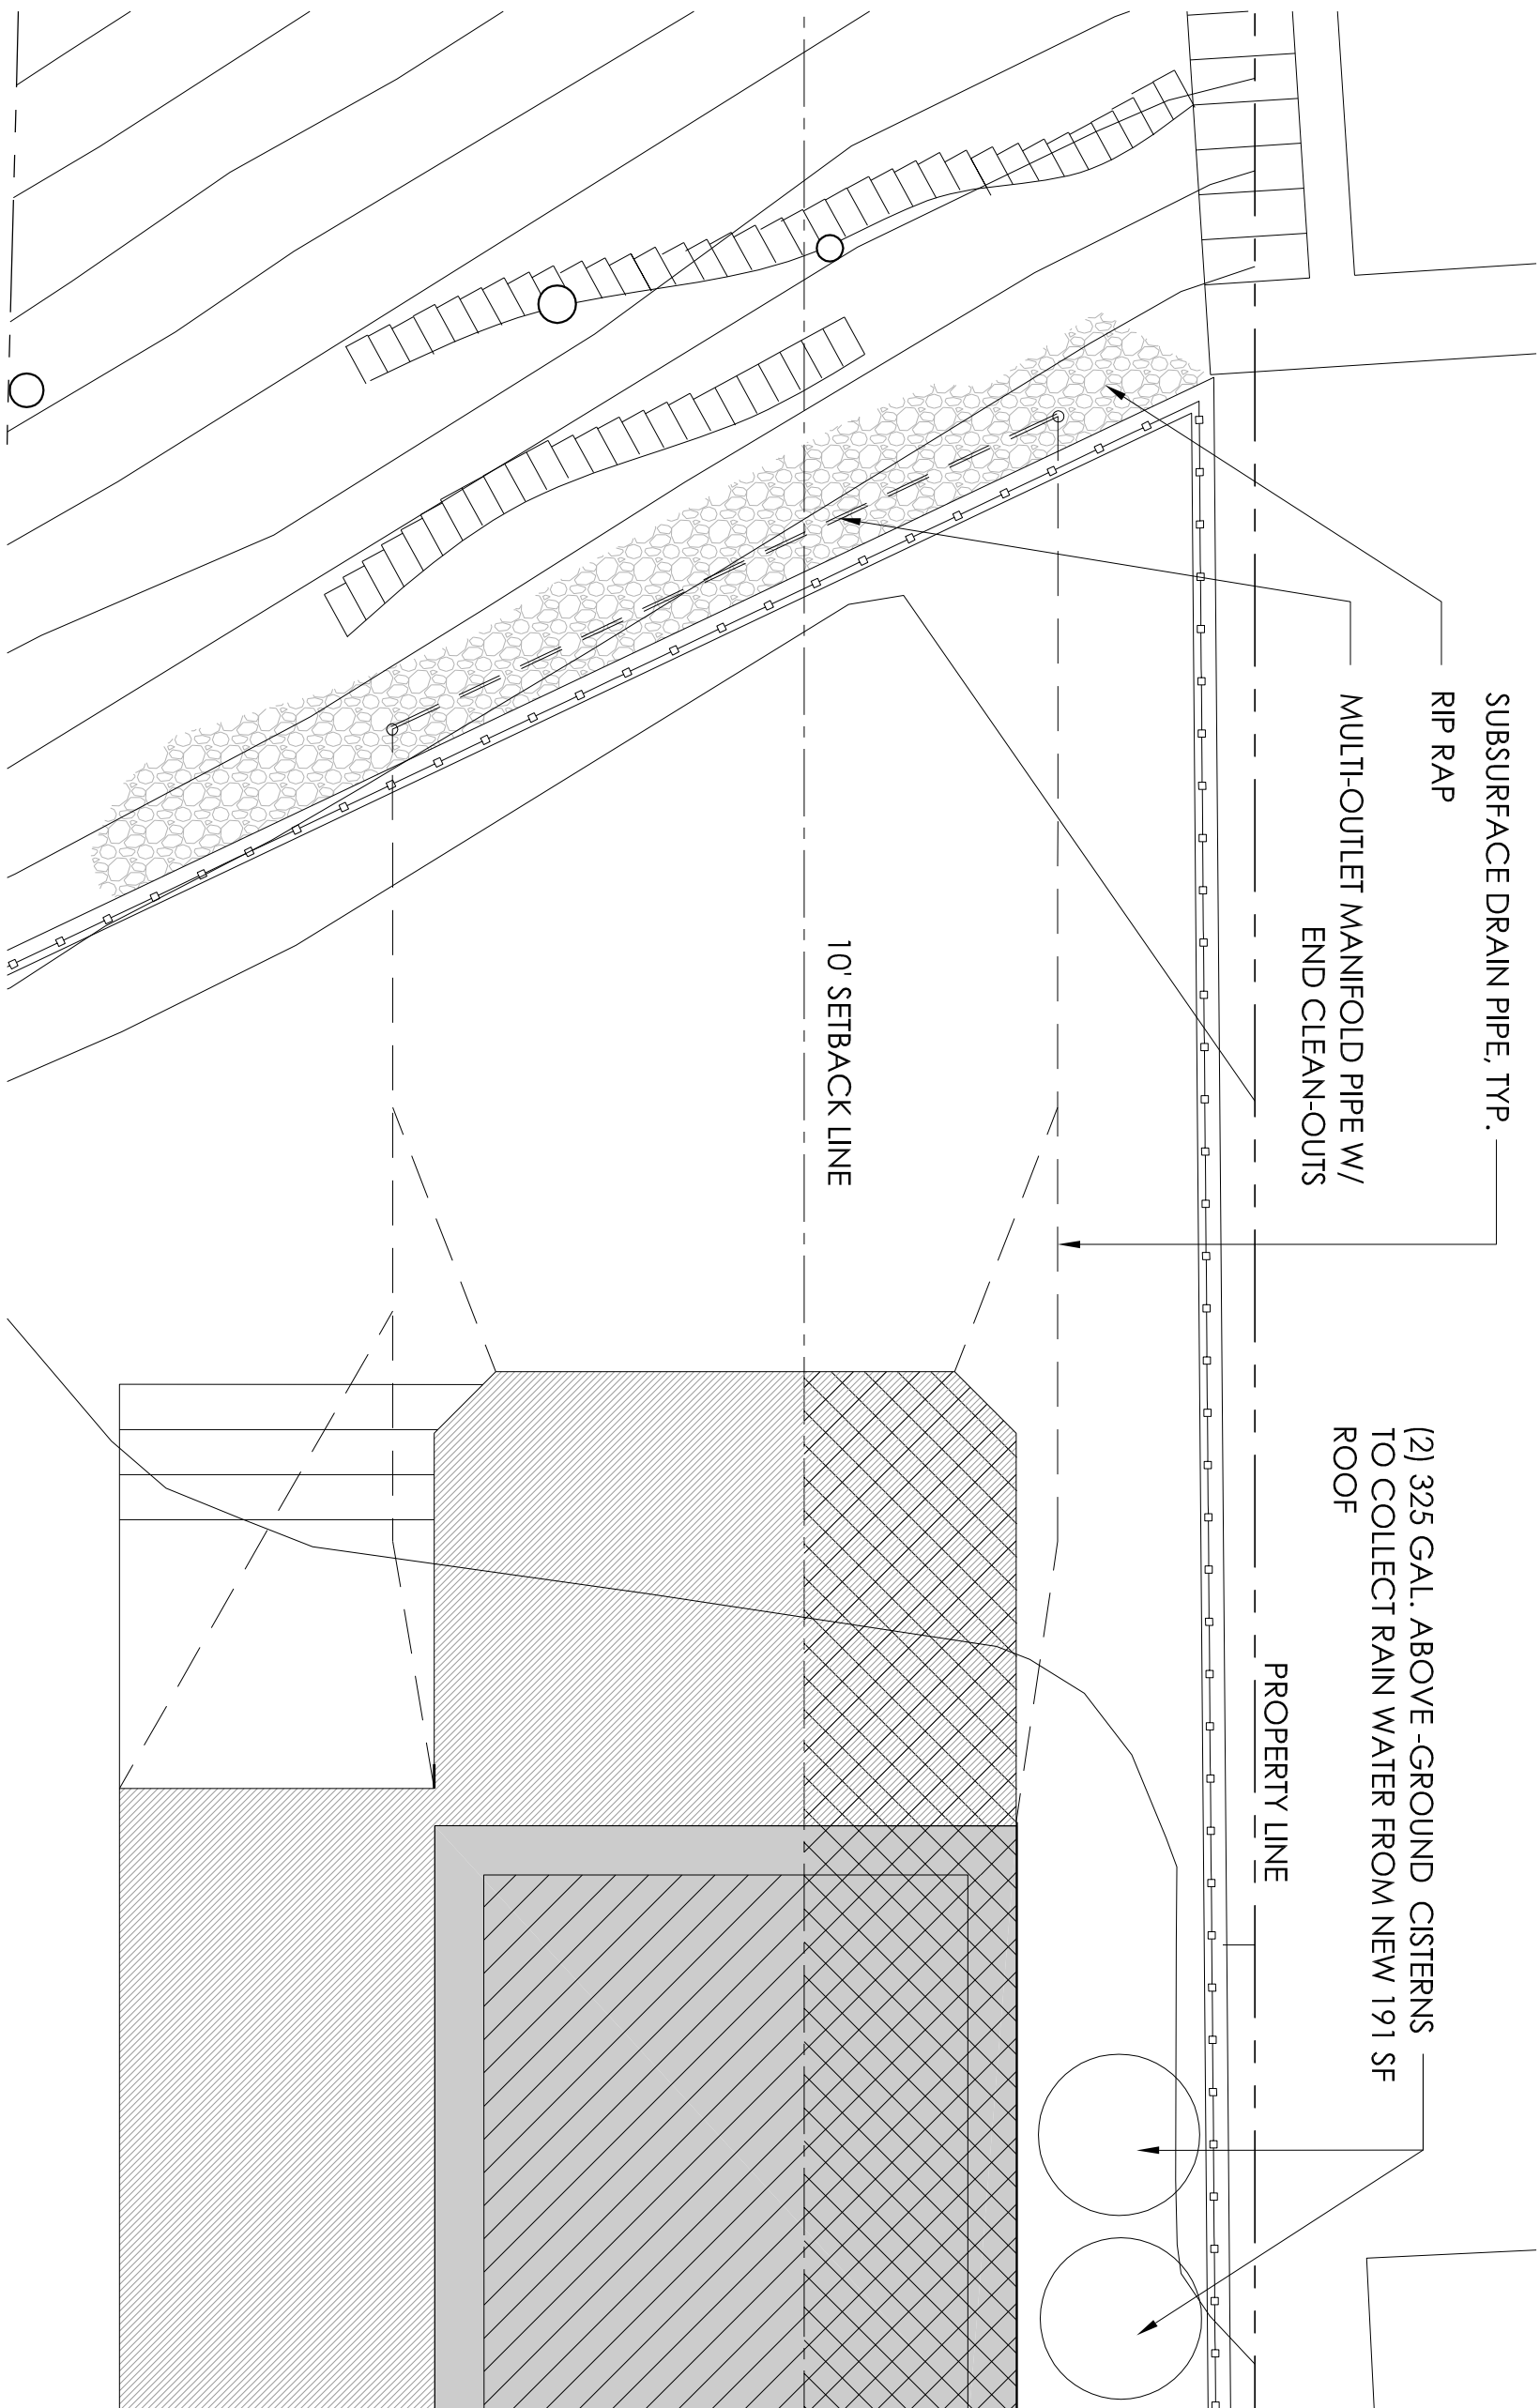 SUBSURFACE DRAIN PIPE, TYP.
RIP RAP
MULTI-OUTLET MANIFOLD PIPE W/
END CLEAN-OUTS
(2) 325 GAL. ABOVE -GROUND CISTERNS
TO COLLECT RAIN WATER FROM NEW 191 SF
ROOF
PROPERTY LINE
10' SETBACK LINE